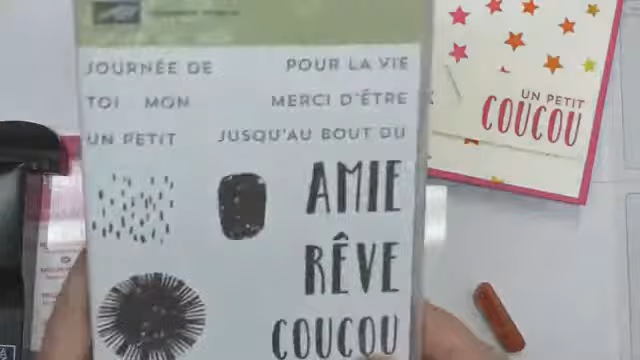 JOURNÉE DE POUR LA VIE
TOI MON MERCI D'ÊTRE
UN PETIT JUSQU'AU BOUT DU
AMIE
RÊVE
COUCOU
UN PETIT
COUCOU